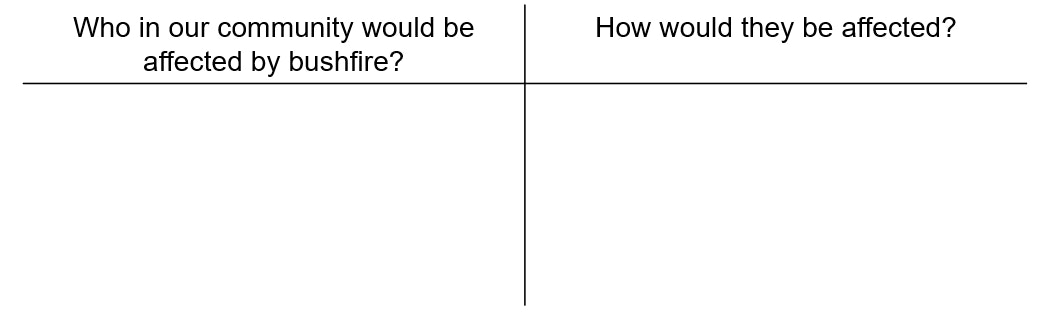 Who in our community would be
affected by bushfire?
How would they be affected?